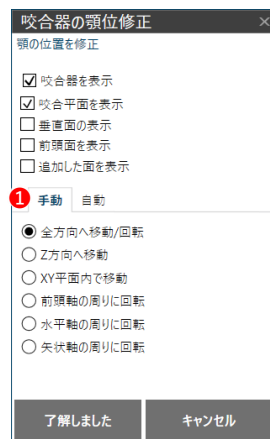 咬合器の顎位修正 ×
顎の位置を修正
咬合器を表示
咬合平面を表示
垂直面の表示
前頭面を表示
追加した面を表示
1 手動 自動
全方向へ移動/回転
Z方向へ移動
XY平面内で移動
前頭軸の周りに回転
水平軸の周りに回転
矢状軸の周りに回転
了解しました キャンセル